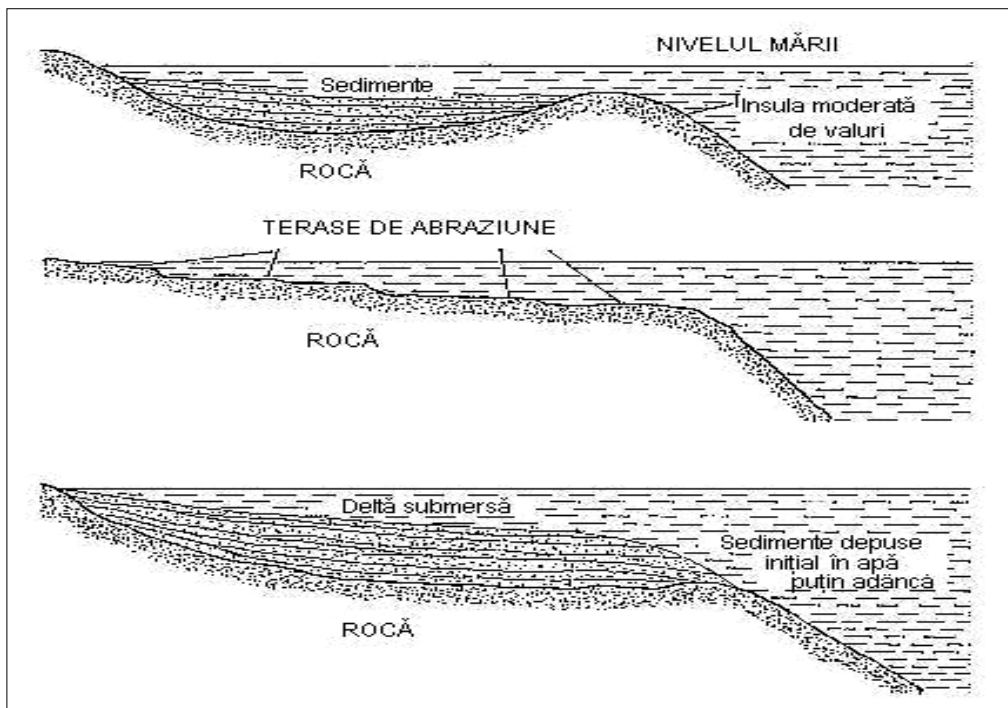 NIVELUL MĂRII
Sedimente
Insula moderată
de valuri
ROCĂ
TERASE DE ABRAZIUNE
ROCĂ
Deltă submersă
Sedimente depuse
inițial în apă
puțin adâncă
ROCĂ